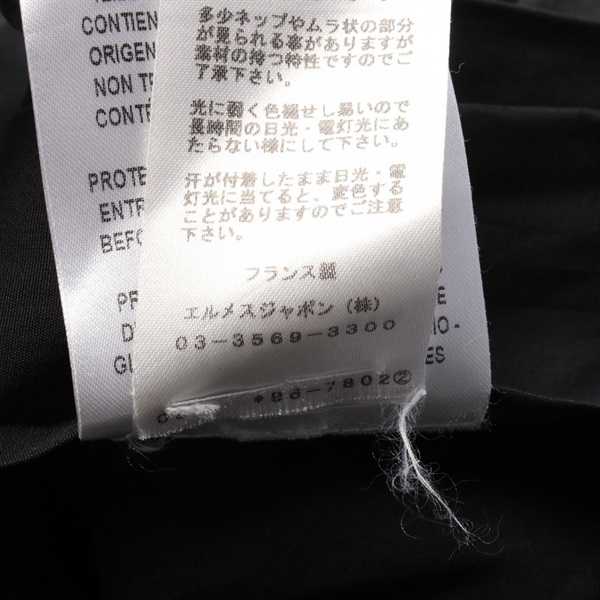 CONTIEN
ORIGEN
NON TE
CONTÉ
PROTE
ENTR
BEFO
多少ネップやムラ状の部分
が見られる事がありますが
素材の持つ特性ですのでご
了承下さい。
光に弱く色褪せし易いので
長時間の日光・電灯光にあ
たらない様にして下さい。
汗が付着したまま日光・電
灯光に当てると、変色する
ことがありますのでご注意
下さい。
フランス製
エルメスジャポン（株）
03-3569-3300
*96-7802②